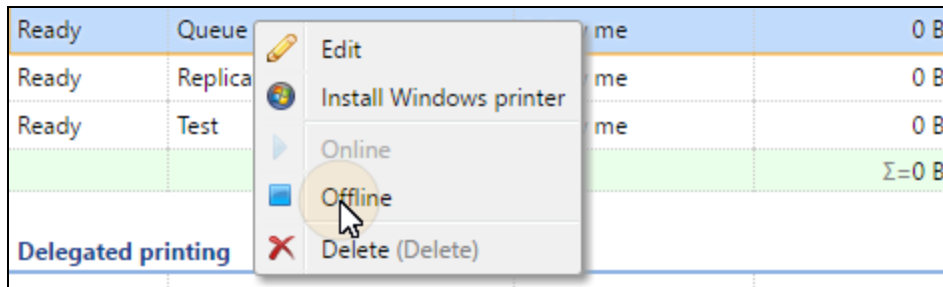 Ready Queue me 0 B
Edit
Ready Replica me 0 B
Install Windows printer
Ready Test me 0 B
Online
Σ=0 B
Offline
Delegated printing
Delete (Delete)